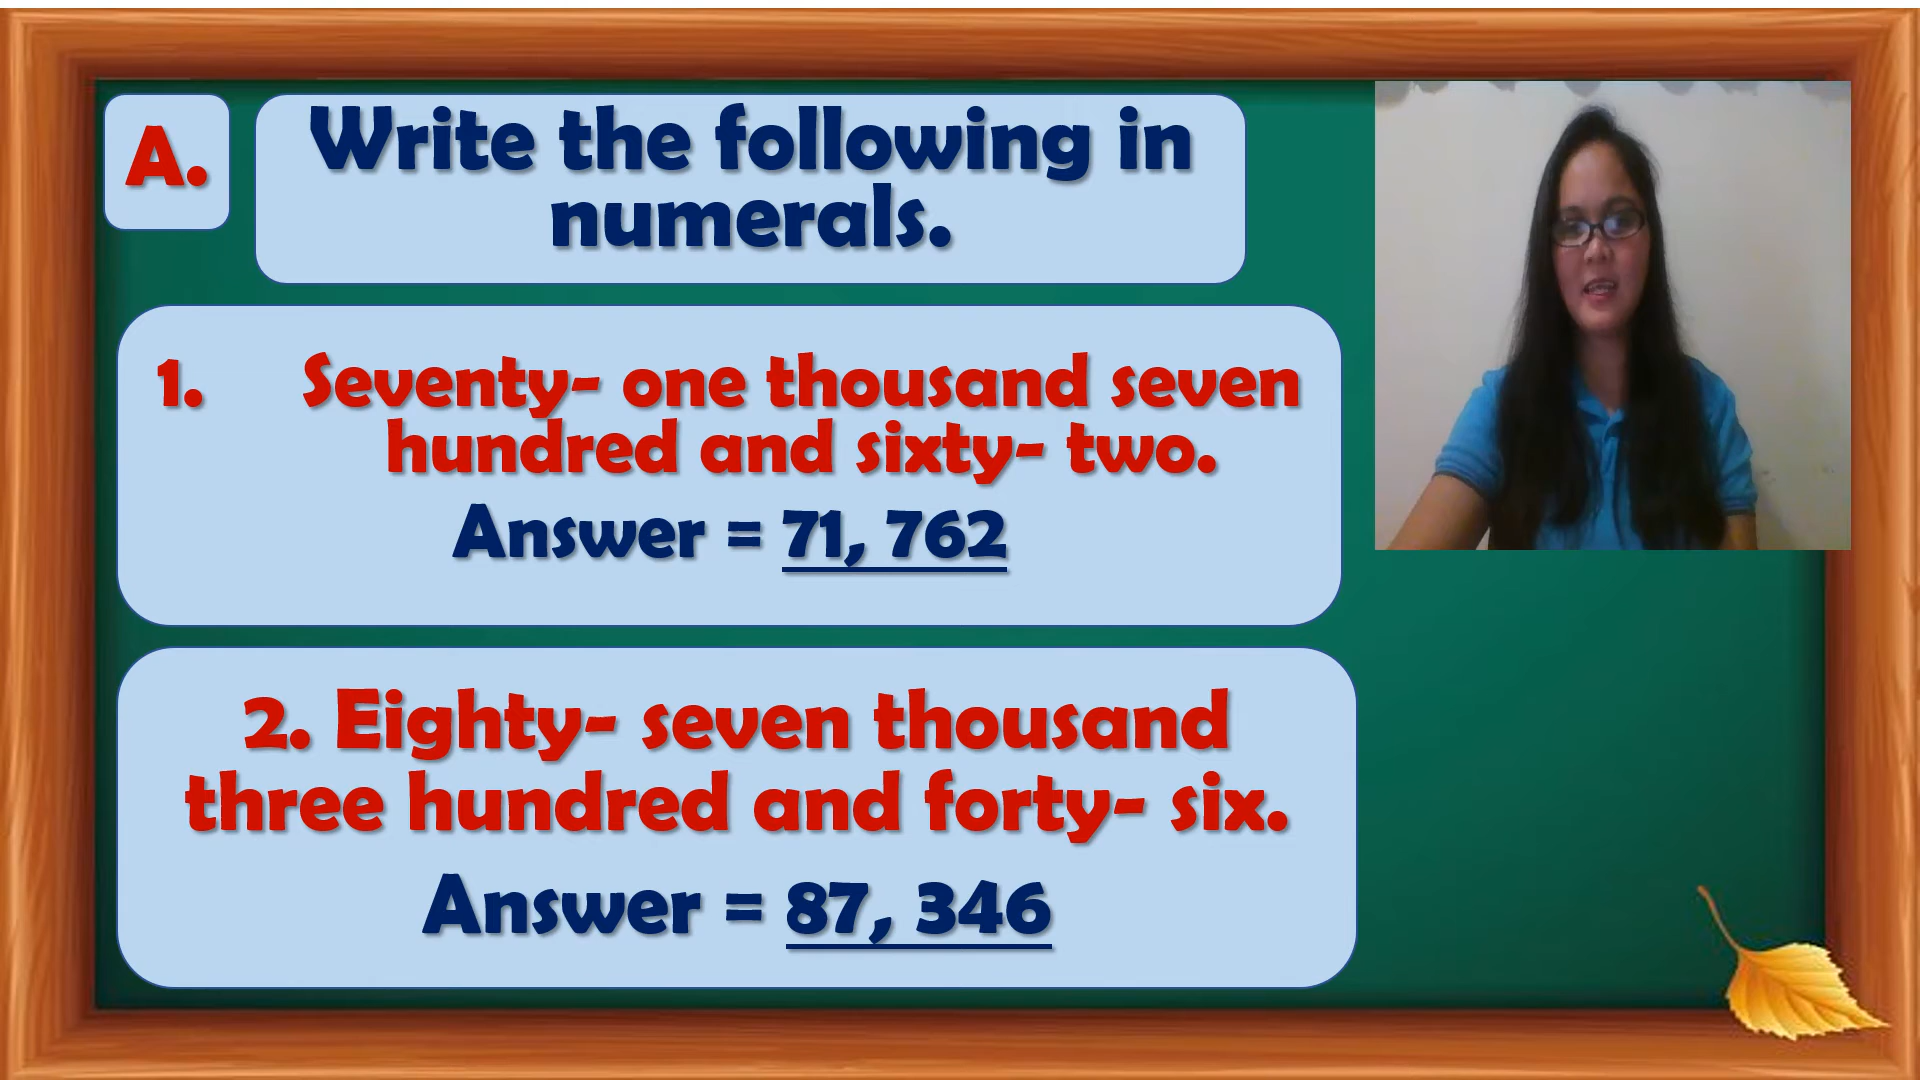 A.
Write the following in
numerals.
1. Seventy- one thousand seven
hundred and sixty- two.
Answer = 71, 762
2. Eighty- seven thousand
three hundred and forty- six.
Answer = 87, 346